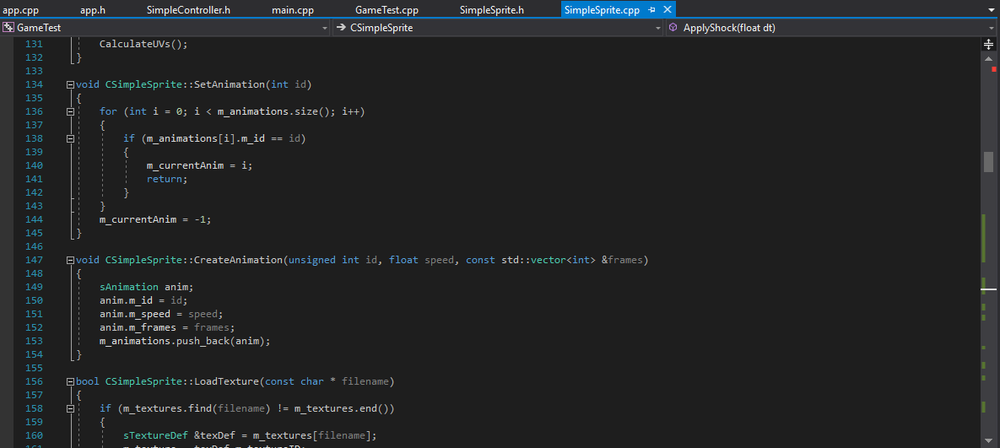 app.cpp app.h SimpleController.h main.cpp GameTest.cpp SimpleSprite.h SimpleSprite.cpp
GameTest CSimpleSprite ApplyShock(float dt)
131 CalculateUVs();
132 }
133
134 void CSimpleSprite::SetAnimation(int id)
135 {
136 for (int i = 0; i < m_animations.size(); i++)
137 {
138 if (m_animations[i].m_id == id)
139 {
140 m_currentAnim = i;
141 return;
142 }
143 }
144 m_currentAnim = -1;
145 }
146
147 void CSimpleSprite::CreateAnimation(unsigned int id, float speed, const std::vector<int> &frames)
148 {
149 sAnimation anim;
150 anim.m_id = id;
151 anim.m_speed = speed;
152 anim.m_frames = frames;
153 m_animations.push_back(anim);
154 }
155
156 bool CSimpleSprite::LoadTexture(const char * filename)
157 {
158 if (m_textures.find(filename) != m_textures.end())
159 {
160 sTextureDef &texDef = m_textures[filename];